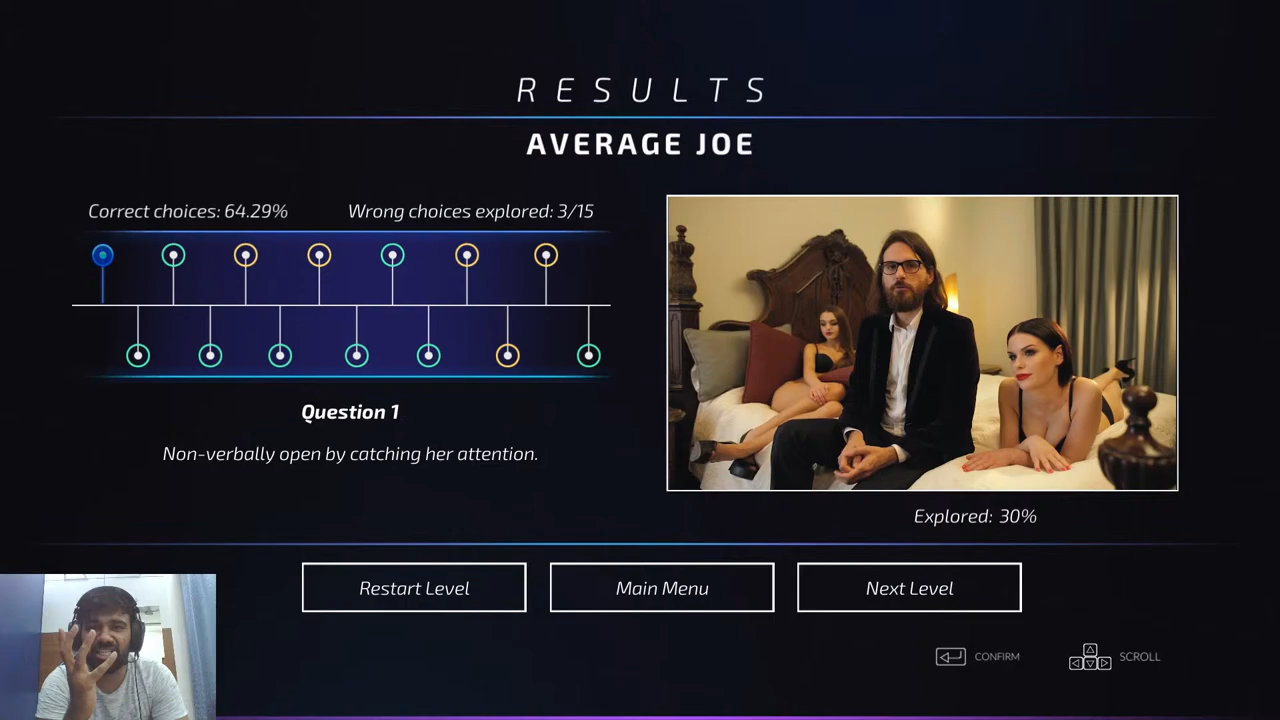 RESULTS
AVERAGE JOE
Correct choices: 64.29%
Wrong choices explored: 3/15
Question 1
Non-verbally open by catching her attention.
Explored: 30%
Restart Level
Main Menu
Next Level
CONFIRM
SCROLL